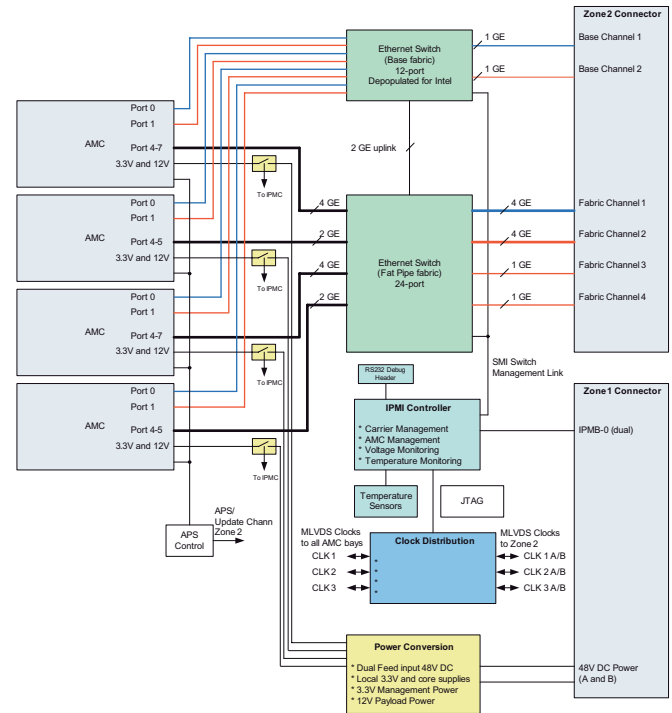 Zone2 Connector
1 GE
Base Channel 1
Ethernet Switch
(Base fabric)
12-port
Depopulated for Intel
1 GE
Base Channel 2
Port 0
Port 1
AMC
Port 4-7
3.3V and 12V
2 GE uplink
To IPMC
Port 0
Port 1
AMC
Port 4-5
3.3V and 12V
To IPMC
4 GE
2 GE
4 GE
2 GE
Ethernet Switch
(Fat Pipe fabric)
24-port
4 GE
Fabric Channel 1
4 GE
Fabric Channel 2
1 GE
Fabric Channel 3
1 GE
Fabric Channel 4
Port 0
Port 1
AMC
Port 4-7
3.3V and 12V
To IPMC
Port 0
Port 1
AMC
Port 4-5
3.3V and 12V
To IPMC
SMI Switch
Management Link
RS232 Debug
Header
IPMI Controller
* Carrier Management
* AMC Management
* Voltage Monitoring
* Temperature Monitoring
Zone1 Connector
IPMB-0 (dual)
Temperature
Sensors
JTAG
APS
Control
APS/
Update Chann
Zone 2
MLVDS Clocks
to all AMC bays
CLK 1
CLK 2
CLK 3
Clock Distribution
*
*
*
*
MLVDS Clocks
to Zone 2
CLK 1 A/B
CLK 2 A/B
CLK 3 A/B
Power Conversion
* Dual Feed input 48V DC
* Local 3.3V and core supplies
* 3.3V Management Power
* 12V Payload Power
48V DC Power
(A and B)